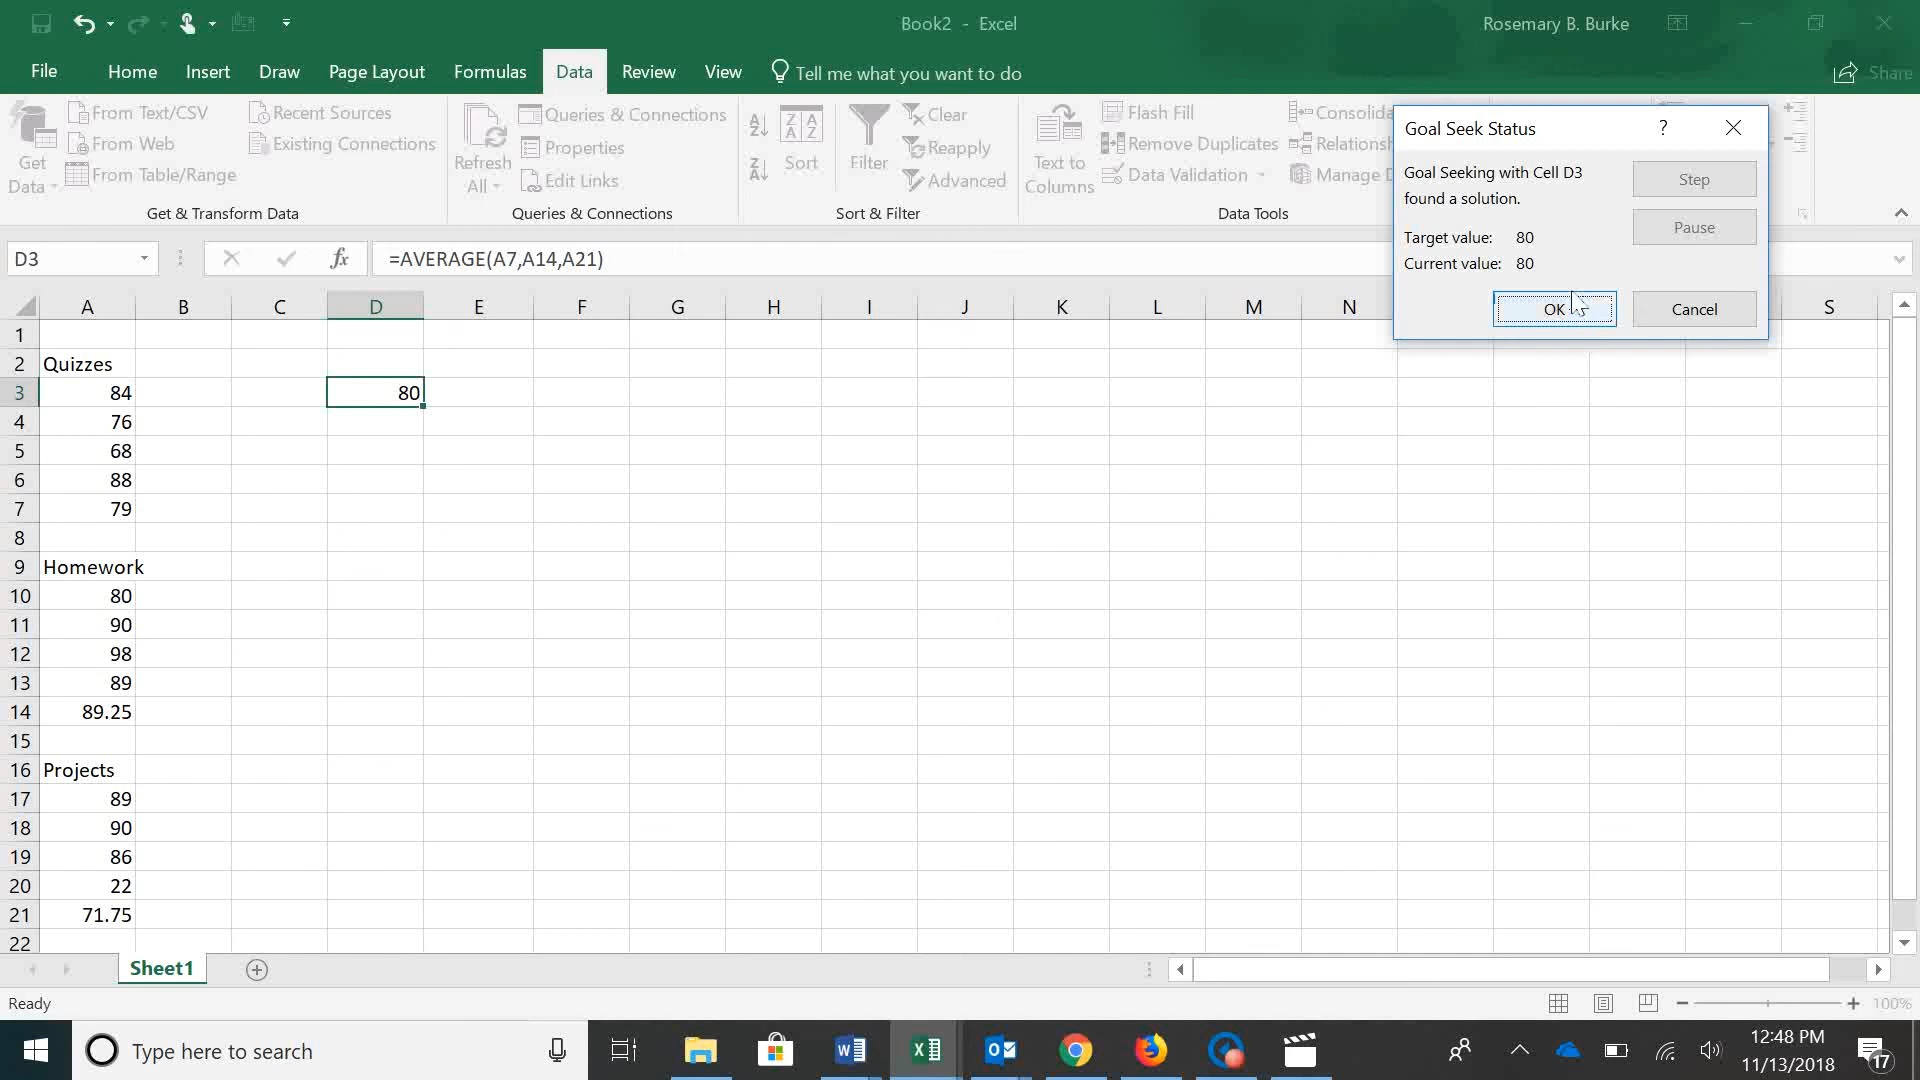 Book2 - Excel
Rosemary B. Burke
File Home Insert Draw Page Layout Formulas Data Review View Tell me what you want to do Share
Get Data
From Text/CSV
From Web
From Table/Range
Recent Sources
Existing Connections
Get & Transform Data
Refresh All
Queries & Connections
Properties
Edit Links
Queries & Connections
Sort
Filter
Clear
Reapply
Advanced
Sort & Filter
Text to Columns
Flash Fill
Remove Duplicates
Data Validation
Consolida
Relationsh
Manage D
Data Tools
Goal Seek Status ?
Goal Seeking with Cell D3
found a solution.
Target value: 80
Current value: 80
Step
Pause
OK Cancel
D3 fx =AVERAGE(A7,A14,A21)
A B C D E F G H I J K L M N S
1
2 Quizzes
3 84 80
4 76
5 68
6 88
7 79
8
9 Homework
10 80
11 90
12 98
13 89
14 89.25
15
16 Projects
17 89
18 90
19 86
20 22
21 71.75
22
Sheet1
Ready 100%
Type here to search
12:48 PM
11/13/2018
17